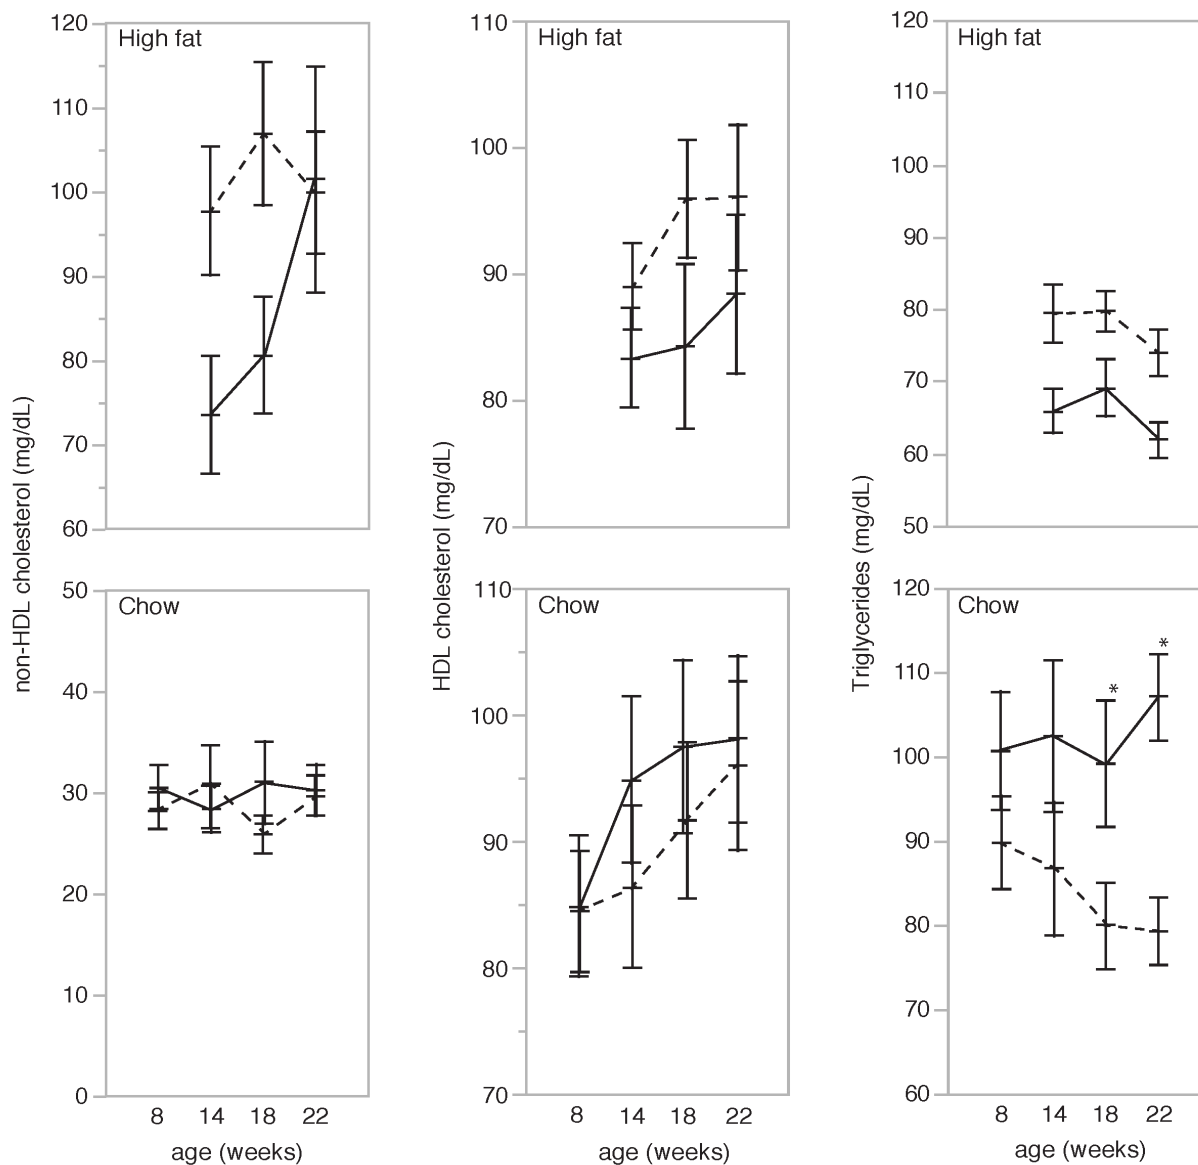 non-HDL cholesterol (mg/dL)
High fat
120
110
100
90
80
70
60
Chow
50
40
30
20
10
0
8 14 18 22
age (weeks)
HDL cholesterol (mg/dL)
High fat
110
100
90
80
70
Chow
110
100
90
80
70
8 14 18 22
age (weeks)
Triglycerides (mg/dL)
High fat
120
110
100
90
80
70
60
50
Chow
120
110
100
90
80
70
60
*
*
8 14 18 22
age (weeks)